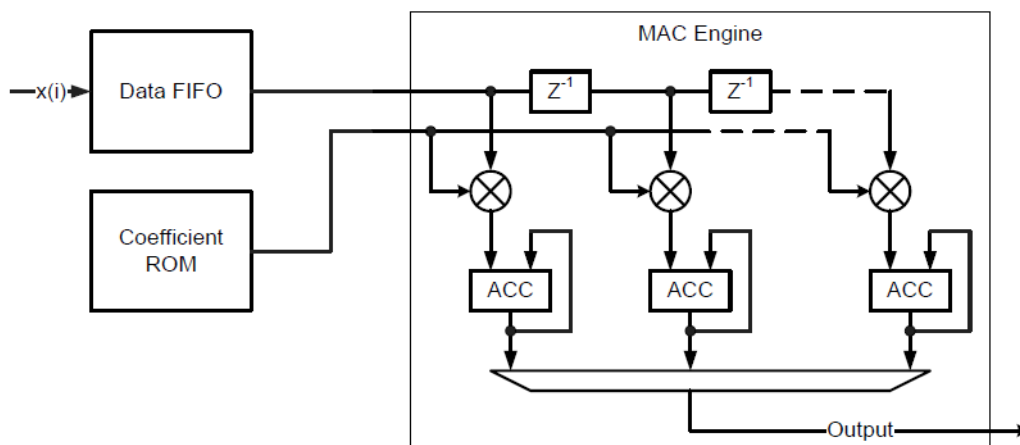 MAC Engine
x(i)
Data FIFO
Z⁻¹
Z⁻¹
Coefficient
ROM
ACC
ACC
ACC
Output